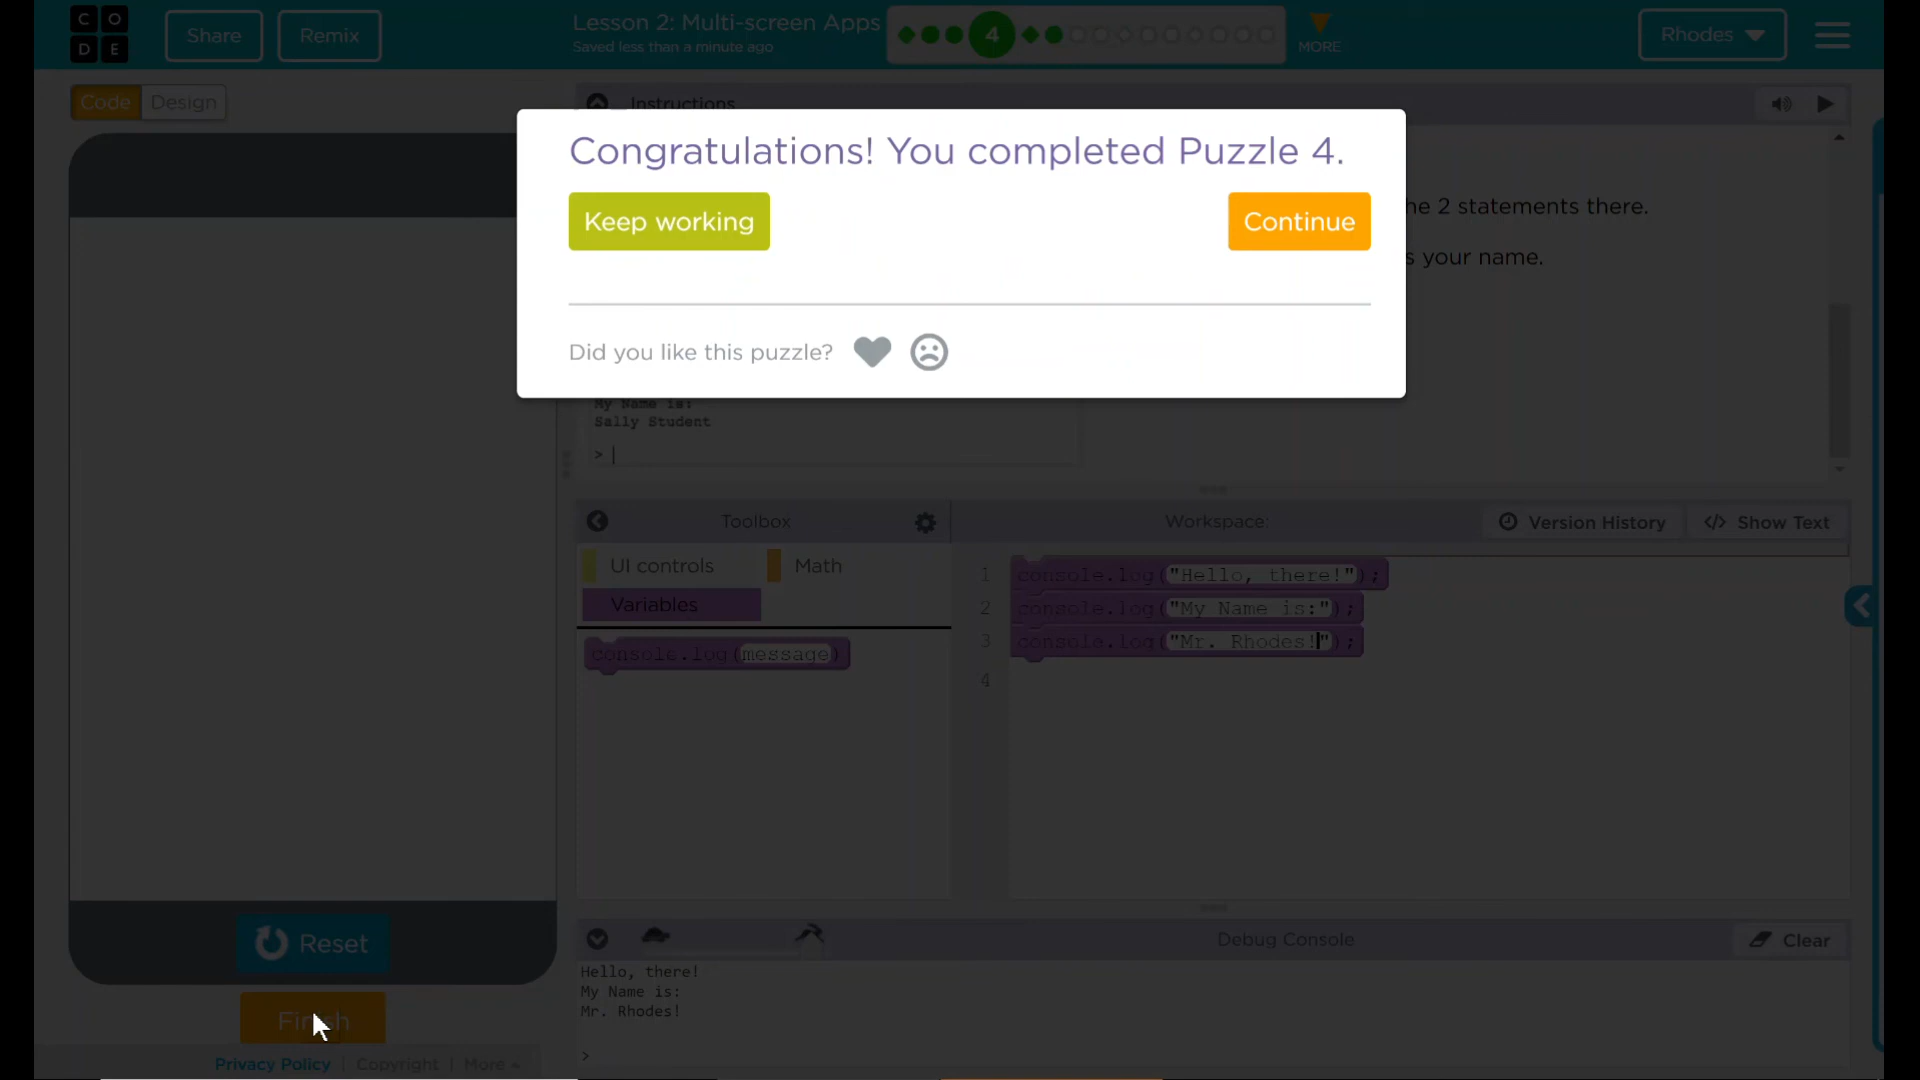 C O
D E
Share
Remix
Lesson 2: Multi-screen Apps
Saved less than a minute ago
4
MORE
Rhodes
Code
Design
Instructions
Congratulations! You completed Puzzle 4.
Keep working
Continue
he 2 statements there.
s your name.
Did you like this puzzle?
My Name is:
Sally Student
>
Toolbox
Workspace:
Version History
Show Text
UI controls
Math
Variables
console.log(message)
1 console.log("Hello, there!");
2 console.log("My Name is:");
3 console.log("Mr. Rhodes!");
4
Reset
Finish
Debug Console
Clear
Hello, there!
My Name is:
Mr. Rhodes!
>
Privacy Policy | Copyright | More